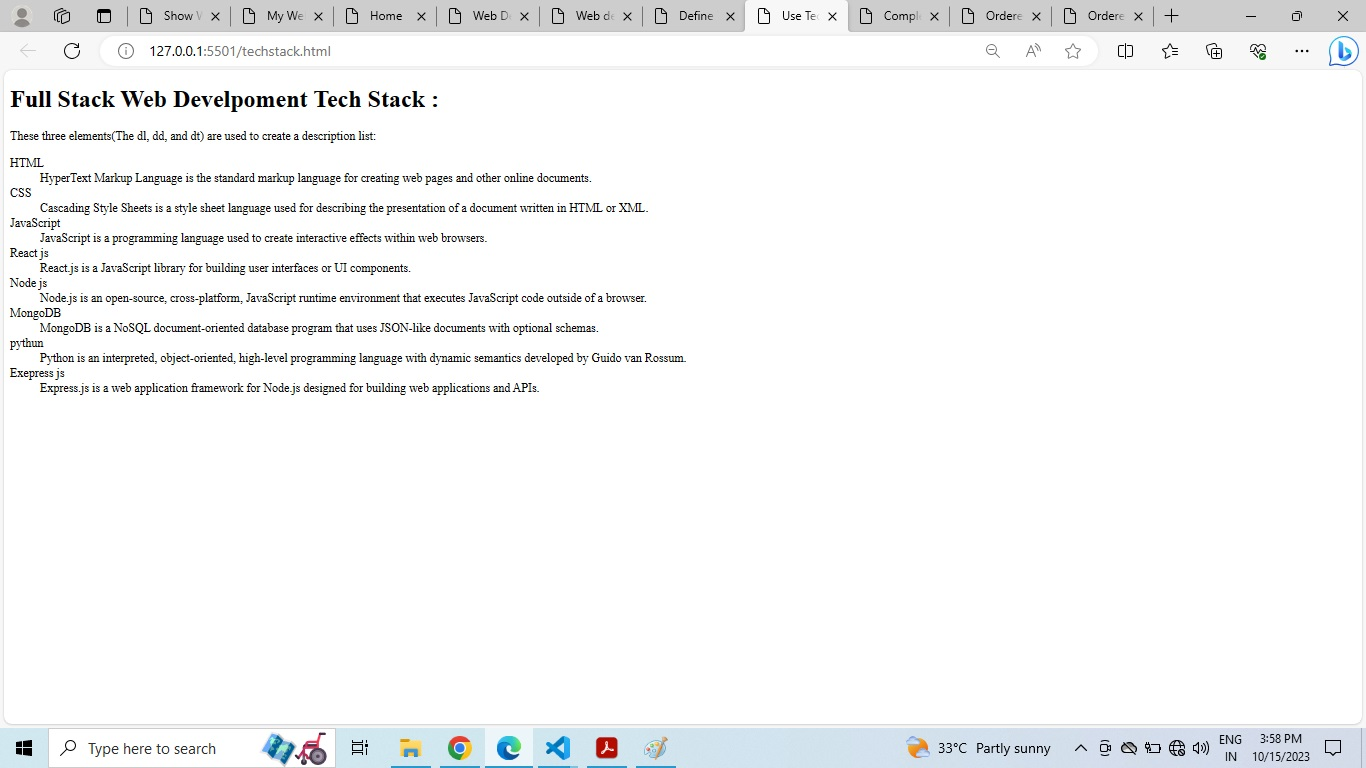 Show W
My We
Home
Web De
Web de
Define
Use Tec
Compl
Ordere
Ordere
127.0.0.1:5501/techstack.html
Full Stack Web Develpoment Tech Stack :
These three elements(The dl, dd, and dt) are used to create a description list:
HTML
HyperText Markup Language is the standard markup language for creating web pages and other online documents.
CSS
Cascading Style Sheets is a style sheet language used for describing the presentation of a document written in HTML or XML.
JavaScript
JavaScript is a programming language used to create interactive effects within web browsers.
React js
React.js is a JavaScript library for building user interfaces or UI components.
Node js
Node.js is an open-source, cross-platform, JavaScript runtime environment that executes JavaScript code outside of a browser.
MongoDB
MongoDB is a NoSQL document-oriented database program that uses JSON-like documents with optional schemas.
pythun
Python is an interpreted, object-oriented, high-level programming language with dynamic semantics developed by Guido van Rossum.
Exepress js
Express.js is a web application framework for Node.js designed for building web applications and APIs.
Type here to search
33°C Partly sunny
ENG
IN
3:58 PM
10/15/2023